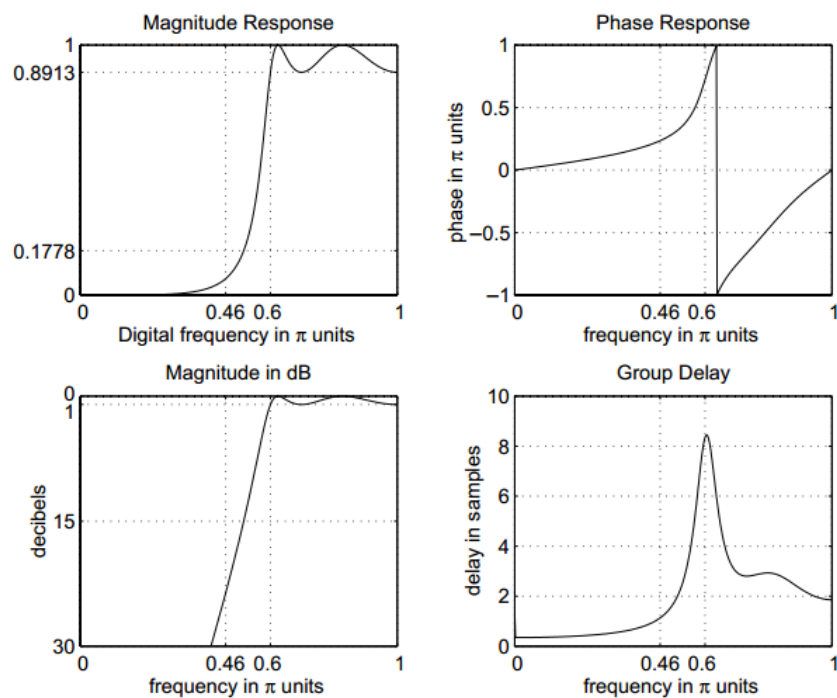 Magnitude Response
1
0.8913
0.1778
0
0 0.46 0.6 1
Digital frequency in π units
Phase Response
phase in π units
1
0.5
0
−0.5
−1
0 0.46 0.6 1
frequency in π units
Magnitude in dB
decibels
0
1
15
30
0 0.46 0.6 1
frequency in π units
Group Delay
delay in samples
10
8
6
4
2
0
0 0.46 0.6 1
frequency in π units